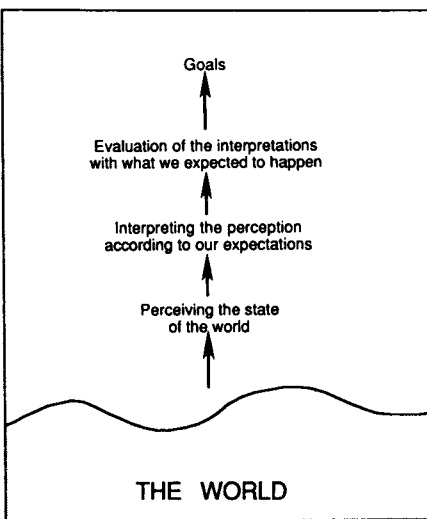 Goals
Evaluation of the interpretations
with what we expected to happen
Interpreting the perception
according to our expectations
Perceiving the state
of the world
THE WORLD